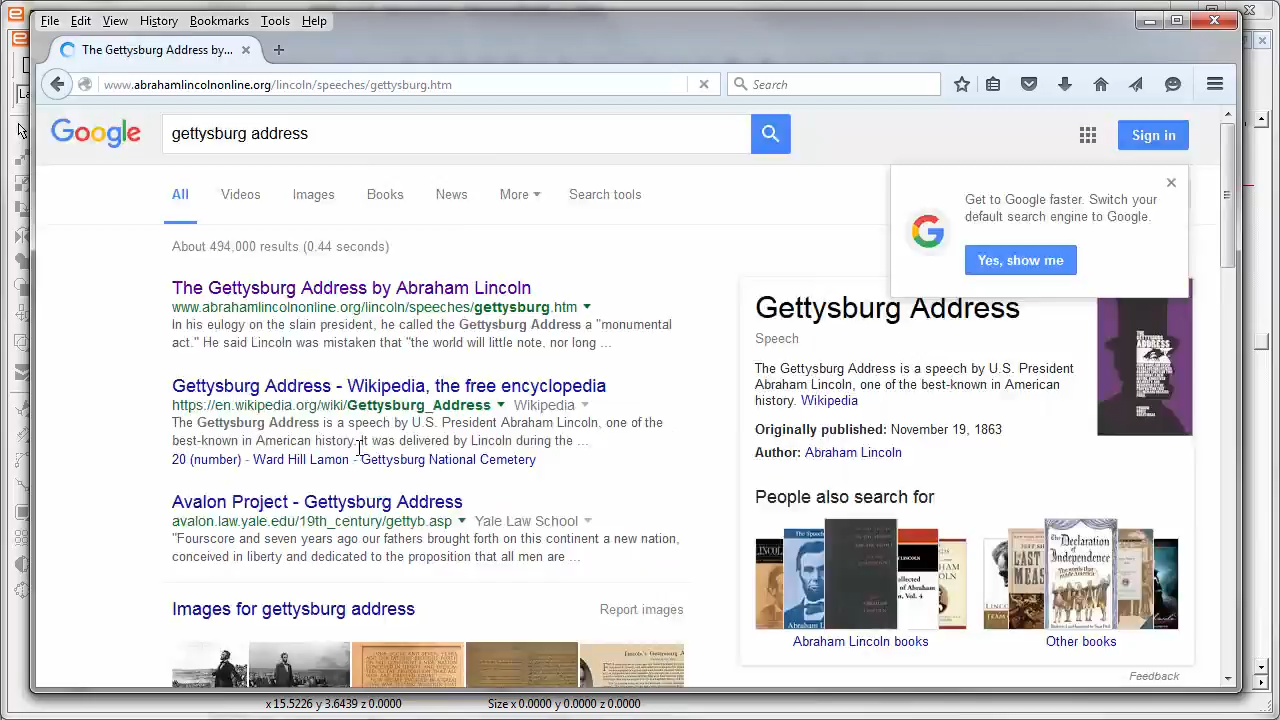 File Edit View History Bookmarks Tools Help
The Gettysburg Address by...
www.abrahamlincolnonline.org/lincoln/speeches/gettysburg.htm
Search
Google
gettysburg address
Sign in
All Videos Images Books News More Search tools
Get to Google faster. Switch your
default search engine to Google.
Yes, show me
About 494,000 results (0.44 seconds)
The Gettysburg Address by Abraham Lincoln
www.abrahamlincolnonline.org/lincoln/speeches/gettysburg.htm
In his eulogy on the slain president, he called the Gettysburg Address a "monumental
act." He said Lincoln was mistaken that "the world will little note, nor long ...
Gettysburg Address - Wikipedia, the free encyclopedia
https://en.wikipedia.org/wiki/Gettysburg_Address Wikipedia
The Gettysburg Address is a speech by U.S. President Abraham Lincoln, one of the
best-known in American history. It was delivered by Lincoln during the ...
20 (number) - Ward Hill Lamon - Gettysburg National Cemetery
Avalon Project - Gettysburg Address
avalon.law.yale.edu/19th_century/gettyb.asp Yale Law School
"Fourscore and seven years ago our fathers brought forth on this continent a new nation,
conceived in liberty and dedicated to the proposition that all men are ...
Images for gettysburg address Report images
Gettysburg Address
Speech
The Gettysburg Address is a speech by U.S. President
Abraham Lincoln, one of the best-known in American
history. Wikipedia
Originally published: November 19, 1863
Author: Abraham Lincoln
People also search for
The Declaration
Independence
LAST
MEAS
Vol. 4
Abraham Lin
Abraham Lincoln books
Other books
Feedback
x 15.5226 y 3.6439 z 0.0000 Size x 0.0000 y 0.0000 z 0.0000